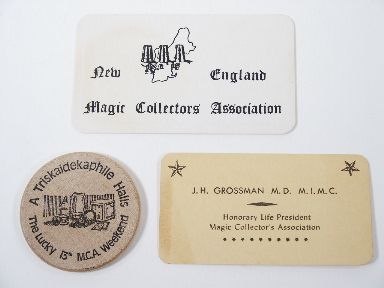 New England
Magic Collectors Association
A Triskaidekaphile Hails
The Lucky 13th M.C.A. Weekend
J.H. GROSSMAN M.D. M.I.M.C.
Honorary Life President
Magic Collector's Association